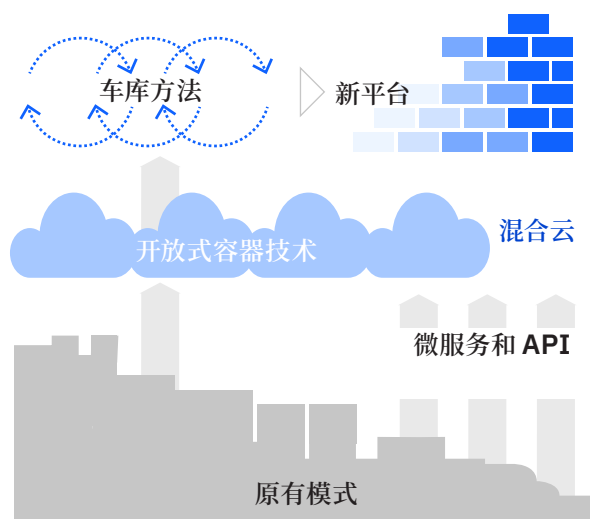 车库方法
新平台
混合云
开放式容器技术
微服务和 API
原有模式